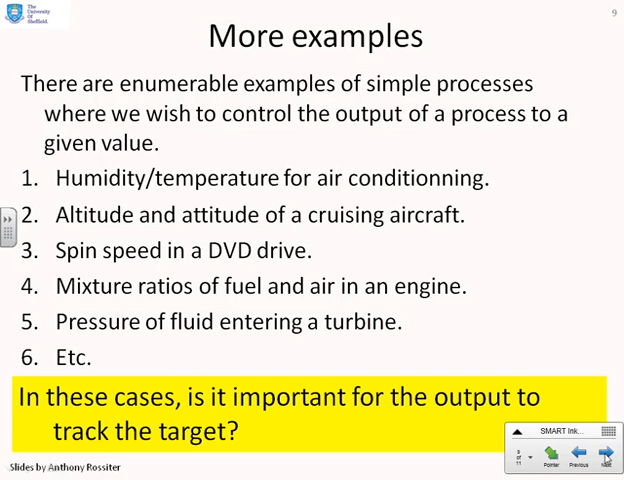 The
University
Of
Sheffield.
9
More examples
There are enumerable examples of simple processes
where we wish to control the output of a process to a
given value.
1. Humidity/temperature for air conditionning.
2. Altitude and attitude of a cruising aircraft.
3. Spin speed in a DVD drive.
4. Mixture ratios of fuel and air in an engine.
5. Pressure of fluid entering a turbine.
6. Etc.
In these cases, is it important for the output to
track the target?
SMART Ink...
9
of
11
Pointer Previous Next
Slides by Anthony Rossiter